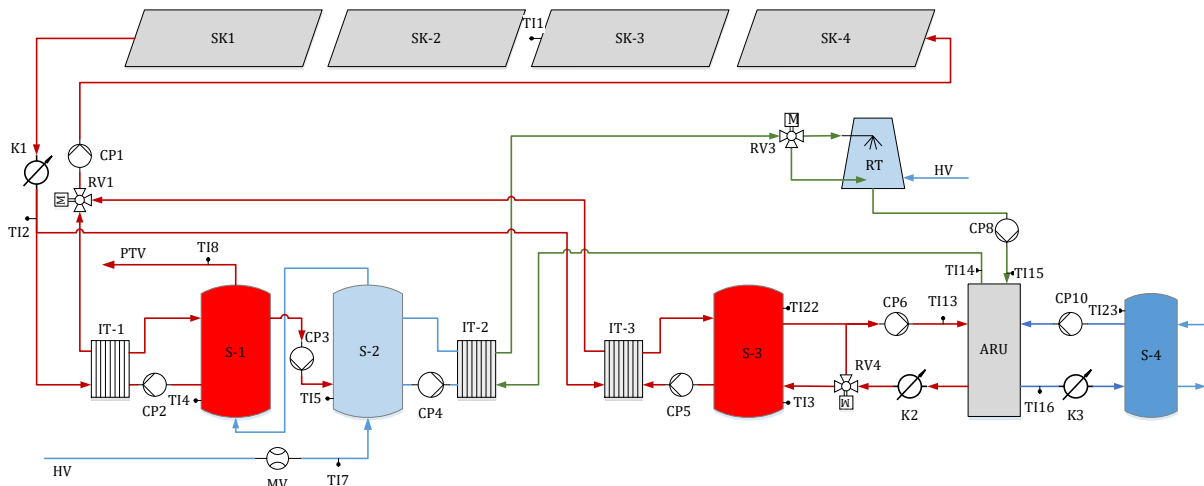 SK1
SK-2
TI1
SK-3
SK-4
K1
CP1
M
RV3
RT
RV1
M
HV
TI2
CP8
PTV
TI8
TI14
TI15
IT-1
CP3
IT-2
IT-3
TI22
CP6
TI13
CP10
TI23
S-1
S-2
S-3
ARU
S-4
RV4
CP2
TI4
TI5
CP4
CP5
TI3
M
K2
TI16
K3
HV
MV
TI7